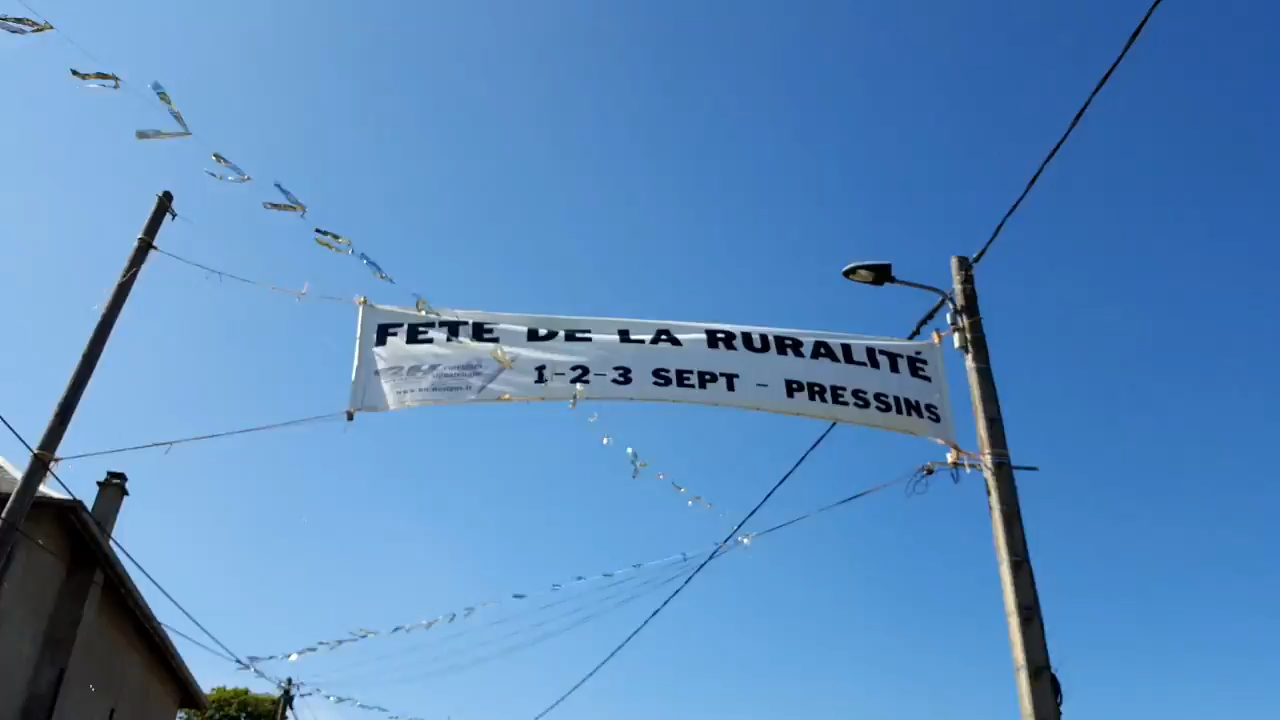 FETE DE LA RURALITÉ
1-2-3 SEPT - PRESSINS